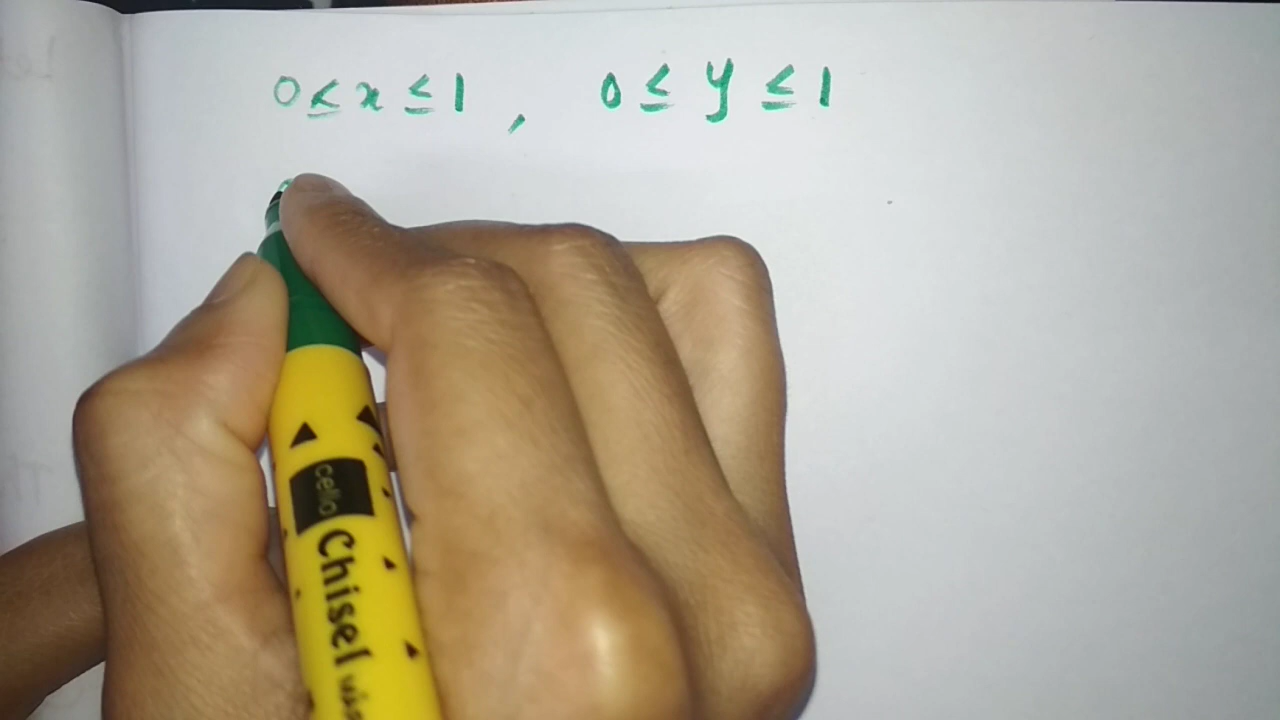 0 ≤ x ≤ 1 , 0 ≤ y ≤ 1
cello
Chisel